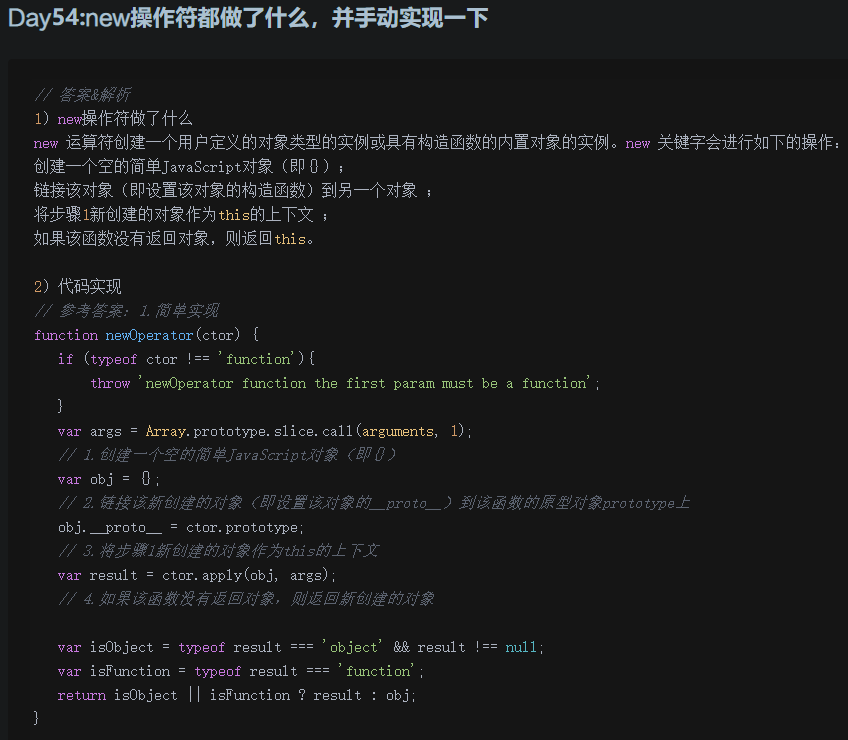 Day54:new操作符都做了什么，并手动实现一下
// 答案&解析
1）new操作符做了什么
new 运算符创建一个用户定义的对象类型的实例或具有构造函数的内置对象的实例。new 关键字会进行如下的操作：
创建一个空的简单JavaScript对象（即{}）；
链接该对象（即设置该对象的构造函数）到另一个对象 ；
将步骤1新创建的对象作为this的上下文 ；
如果该函数没有返回对象，则返回this。
2）代码实现
// 参考答案：1.简单实现
function newOperator(ctor) {
if (typeof ctor !== 'function'){
throw 'newOperator function the first param must be a function';
}
var args = Array.prototype.slice.call(arguments, 1);
// 1.创建一个空的简单JavaScript对象（即{}）
var obj = {};
// 2.链接该新创建的对象（即设置该对象的__proto__）到该函数的原型对象prototype上
obj.__proto__ = ctor.prototype;
// 3.将步骤1新创建的对象作为this的上下文
var result = ctor.apply(obj, args);
// 4.如果该函数没有返回对象，则返回新创建的对象
var isObject = typeof result === 'object' && result !== null;
var isFunction = typeof result === 'function';
return isObject || isFunction ? result : obj;
}